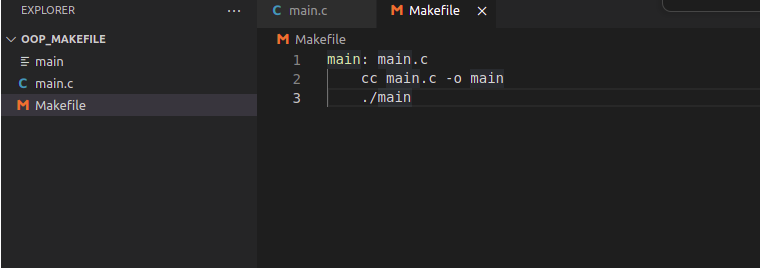 EXPLORER ...
OOP_MAKEFILE
main
C main.c
M Makefile
C main.c M Makefile ×
M Makefile
1 main: main.c
2 cc main.c -o main
3 ./main